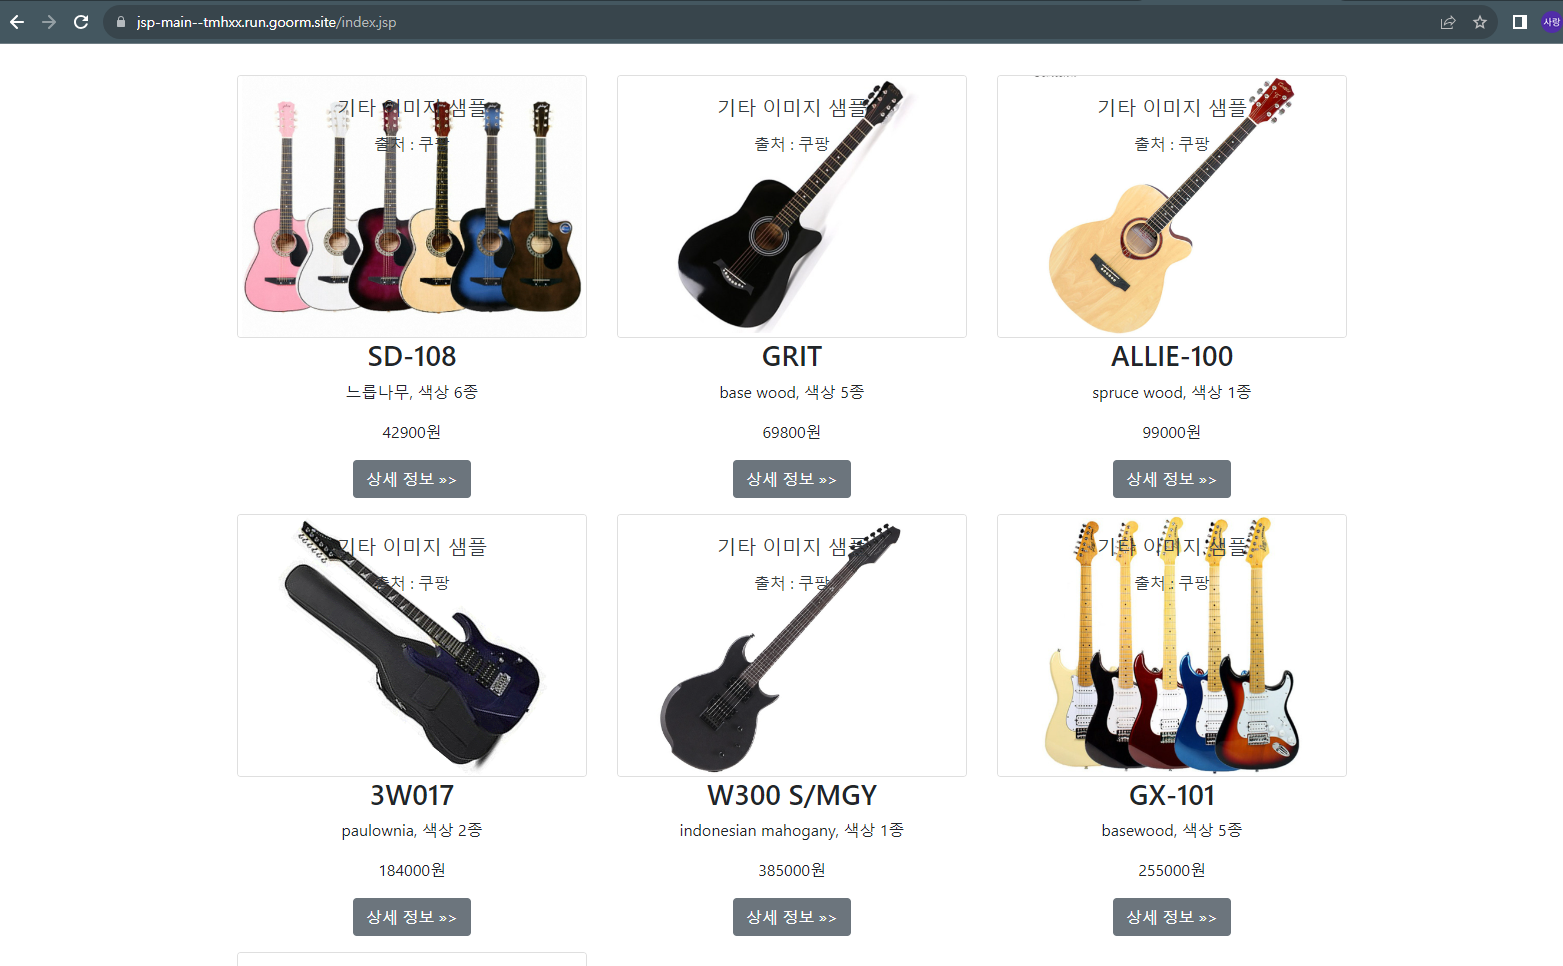 jsp-main--tmhxx.run.goorm.site/index.jsp
사랑
기타 이미지 샘플
출처 : 쿠팡
SD-108
느릅나무, 색상 6종
42900원
상세 정보 »>
기타 이미지 샘플
출처 : 쿠팡
GRIT
base wood, 색상 5종
69800원
상세 정보 »>
기타 이미지 샘플
출처 : 쿠팡
ALLIE-100
spruce wood, 색상 1종
99000원
상세 정보 »>
기타 이미지 샘플
출처 : 쿠팡
3W017
paulownia, 색상 2종
184000원
상세 정보 »>
기타 이미지 샘플
출처 : 쿠팡
W300 S/MGY
indonesian mahogany, 색상 1종
385000원
상세 정보 »>
기타 이미지 샘플
출처 : 쿠팡
GX-101
basewood, 색상 5종
255000원
상세 정보 »>